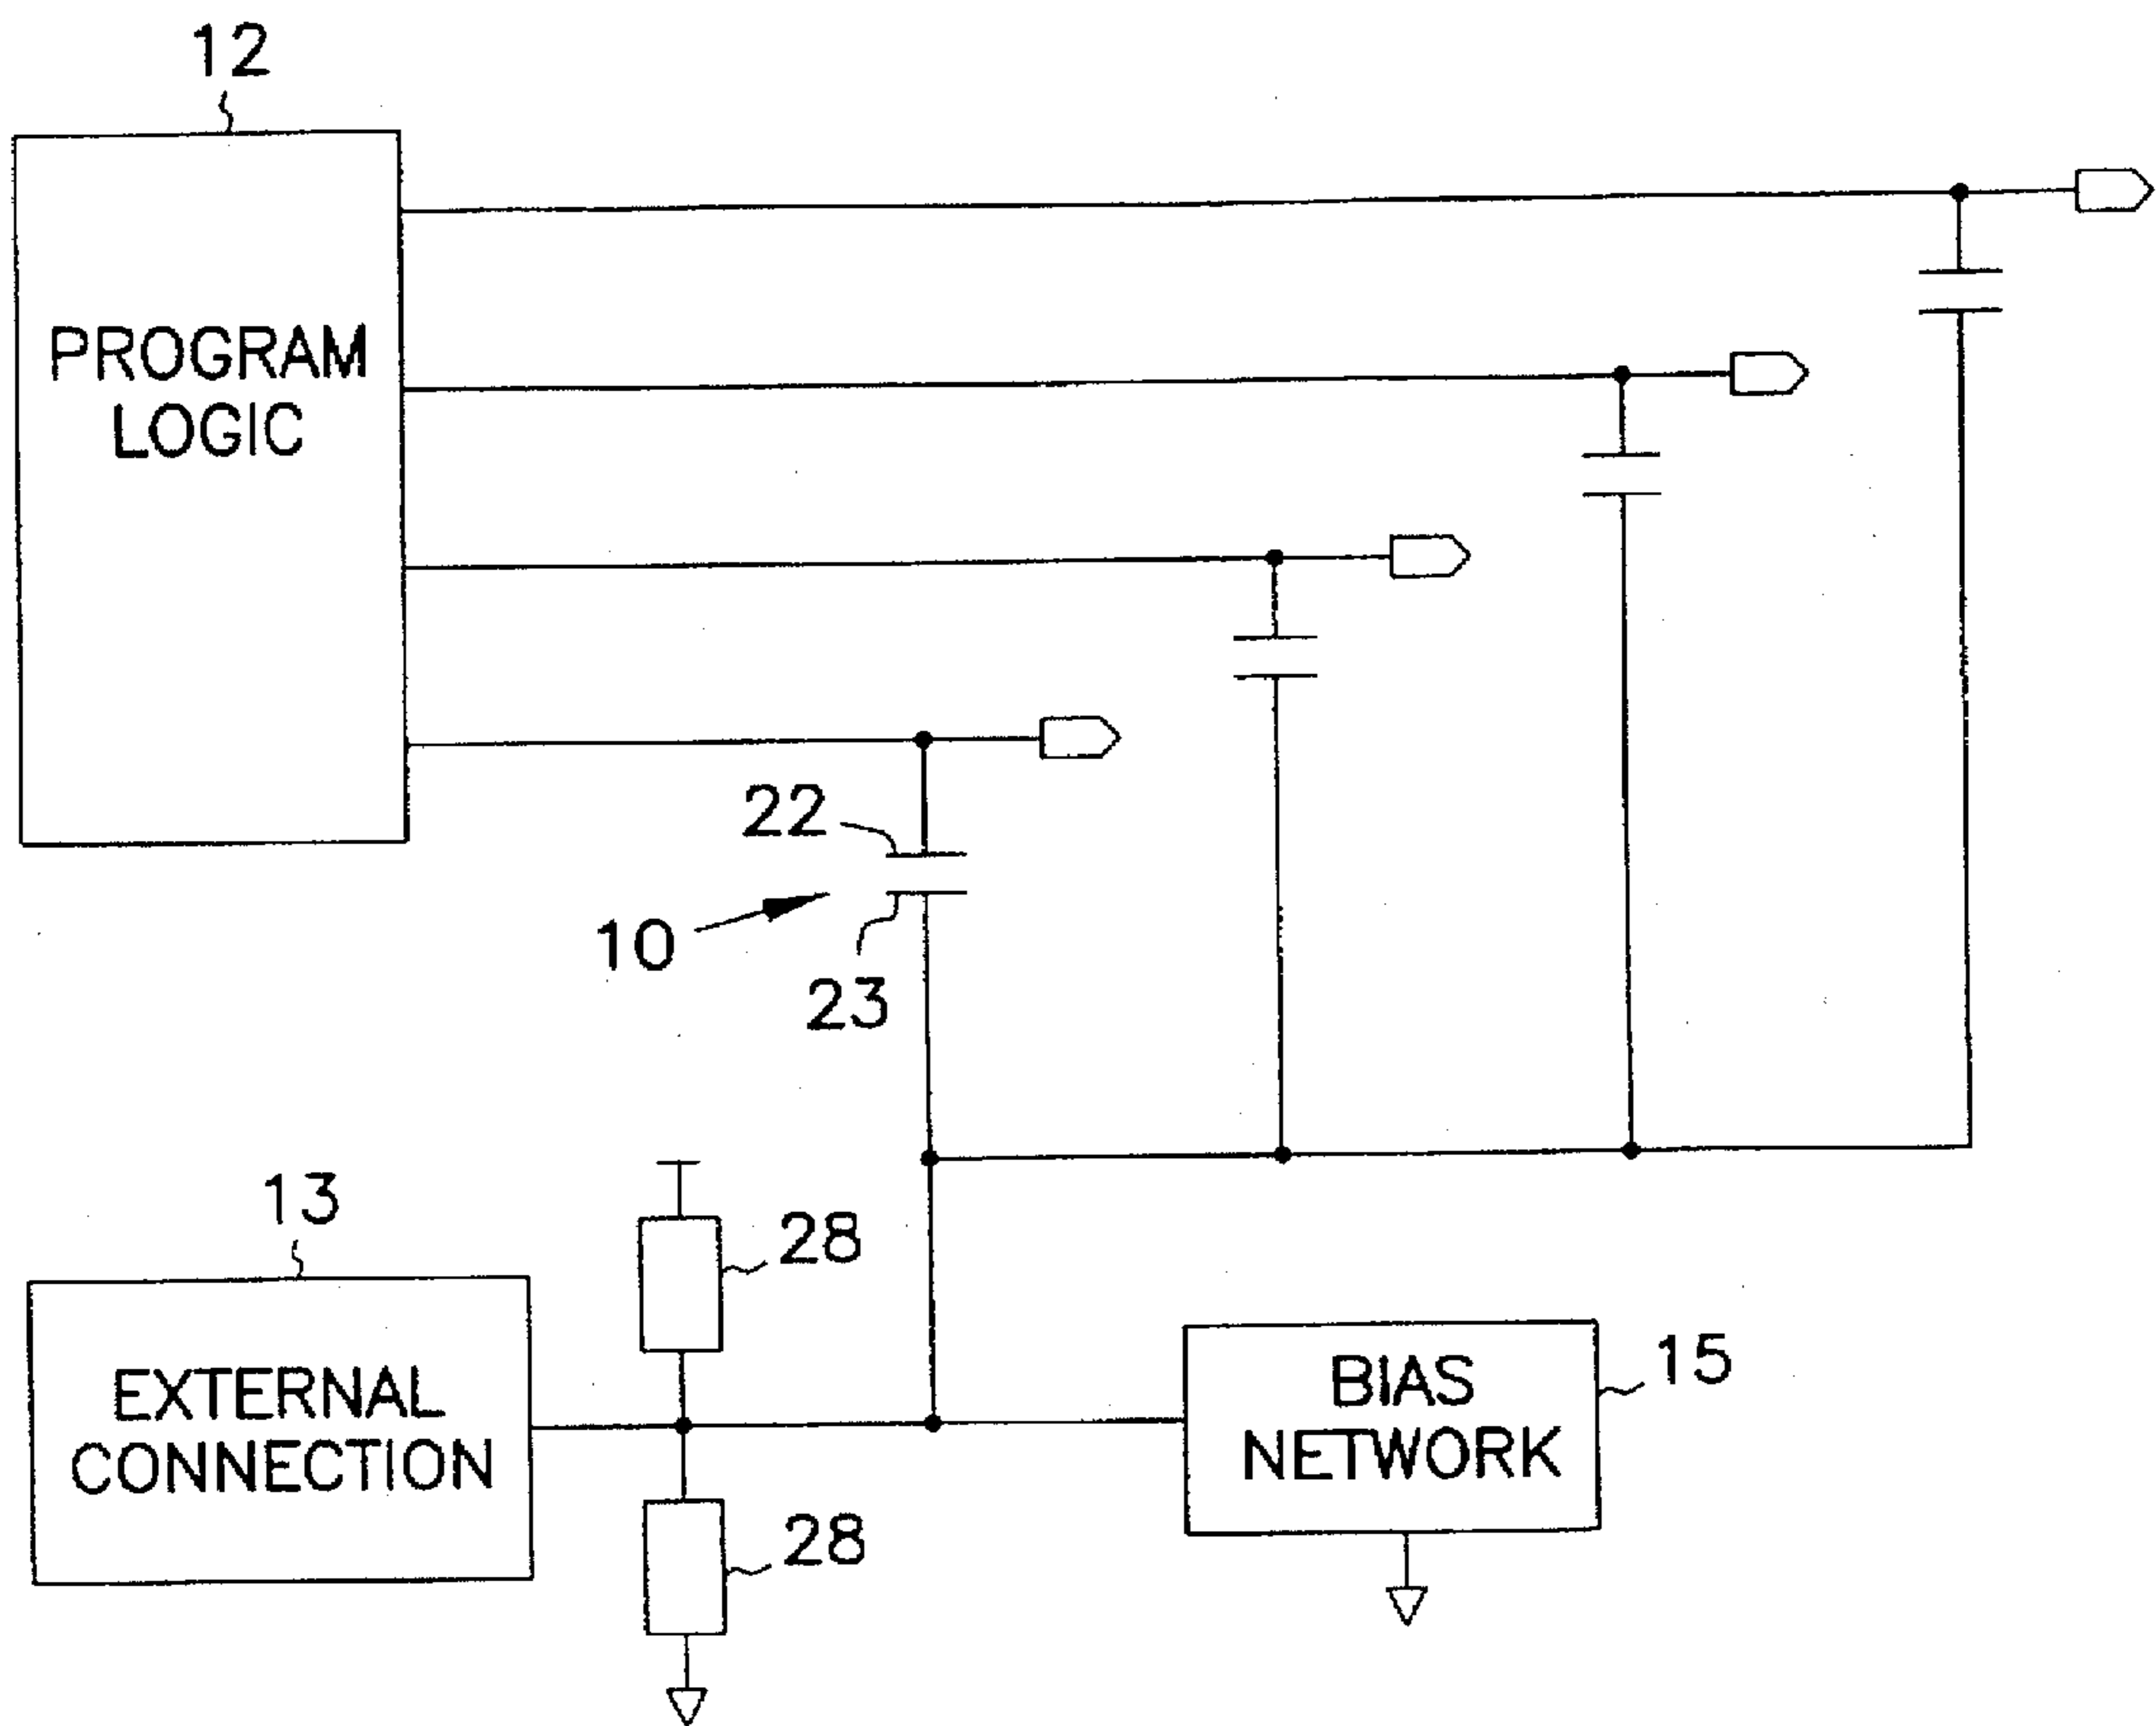 12
PROGRAM
LOGIC
22
10
23
13
28
EXTERNAL
CONNECTION
BIAS
NETWORK
15
28